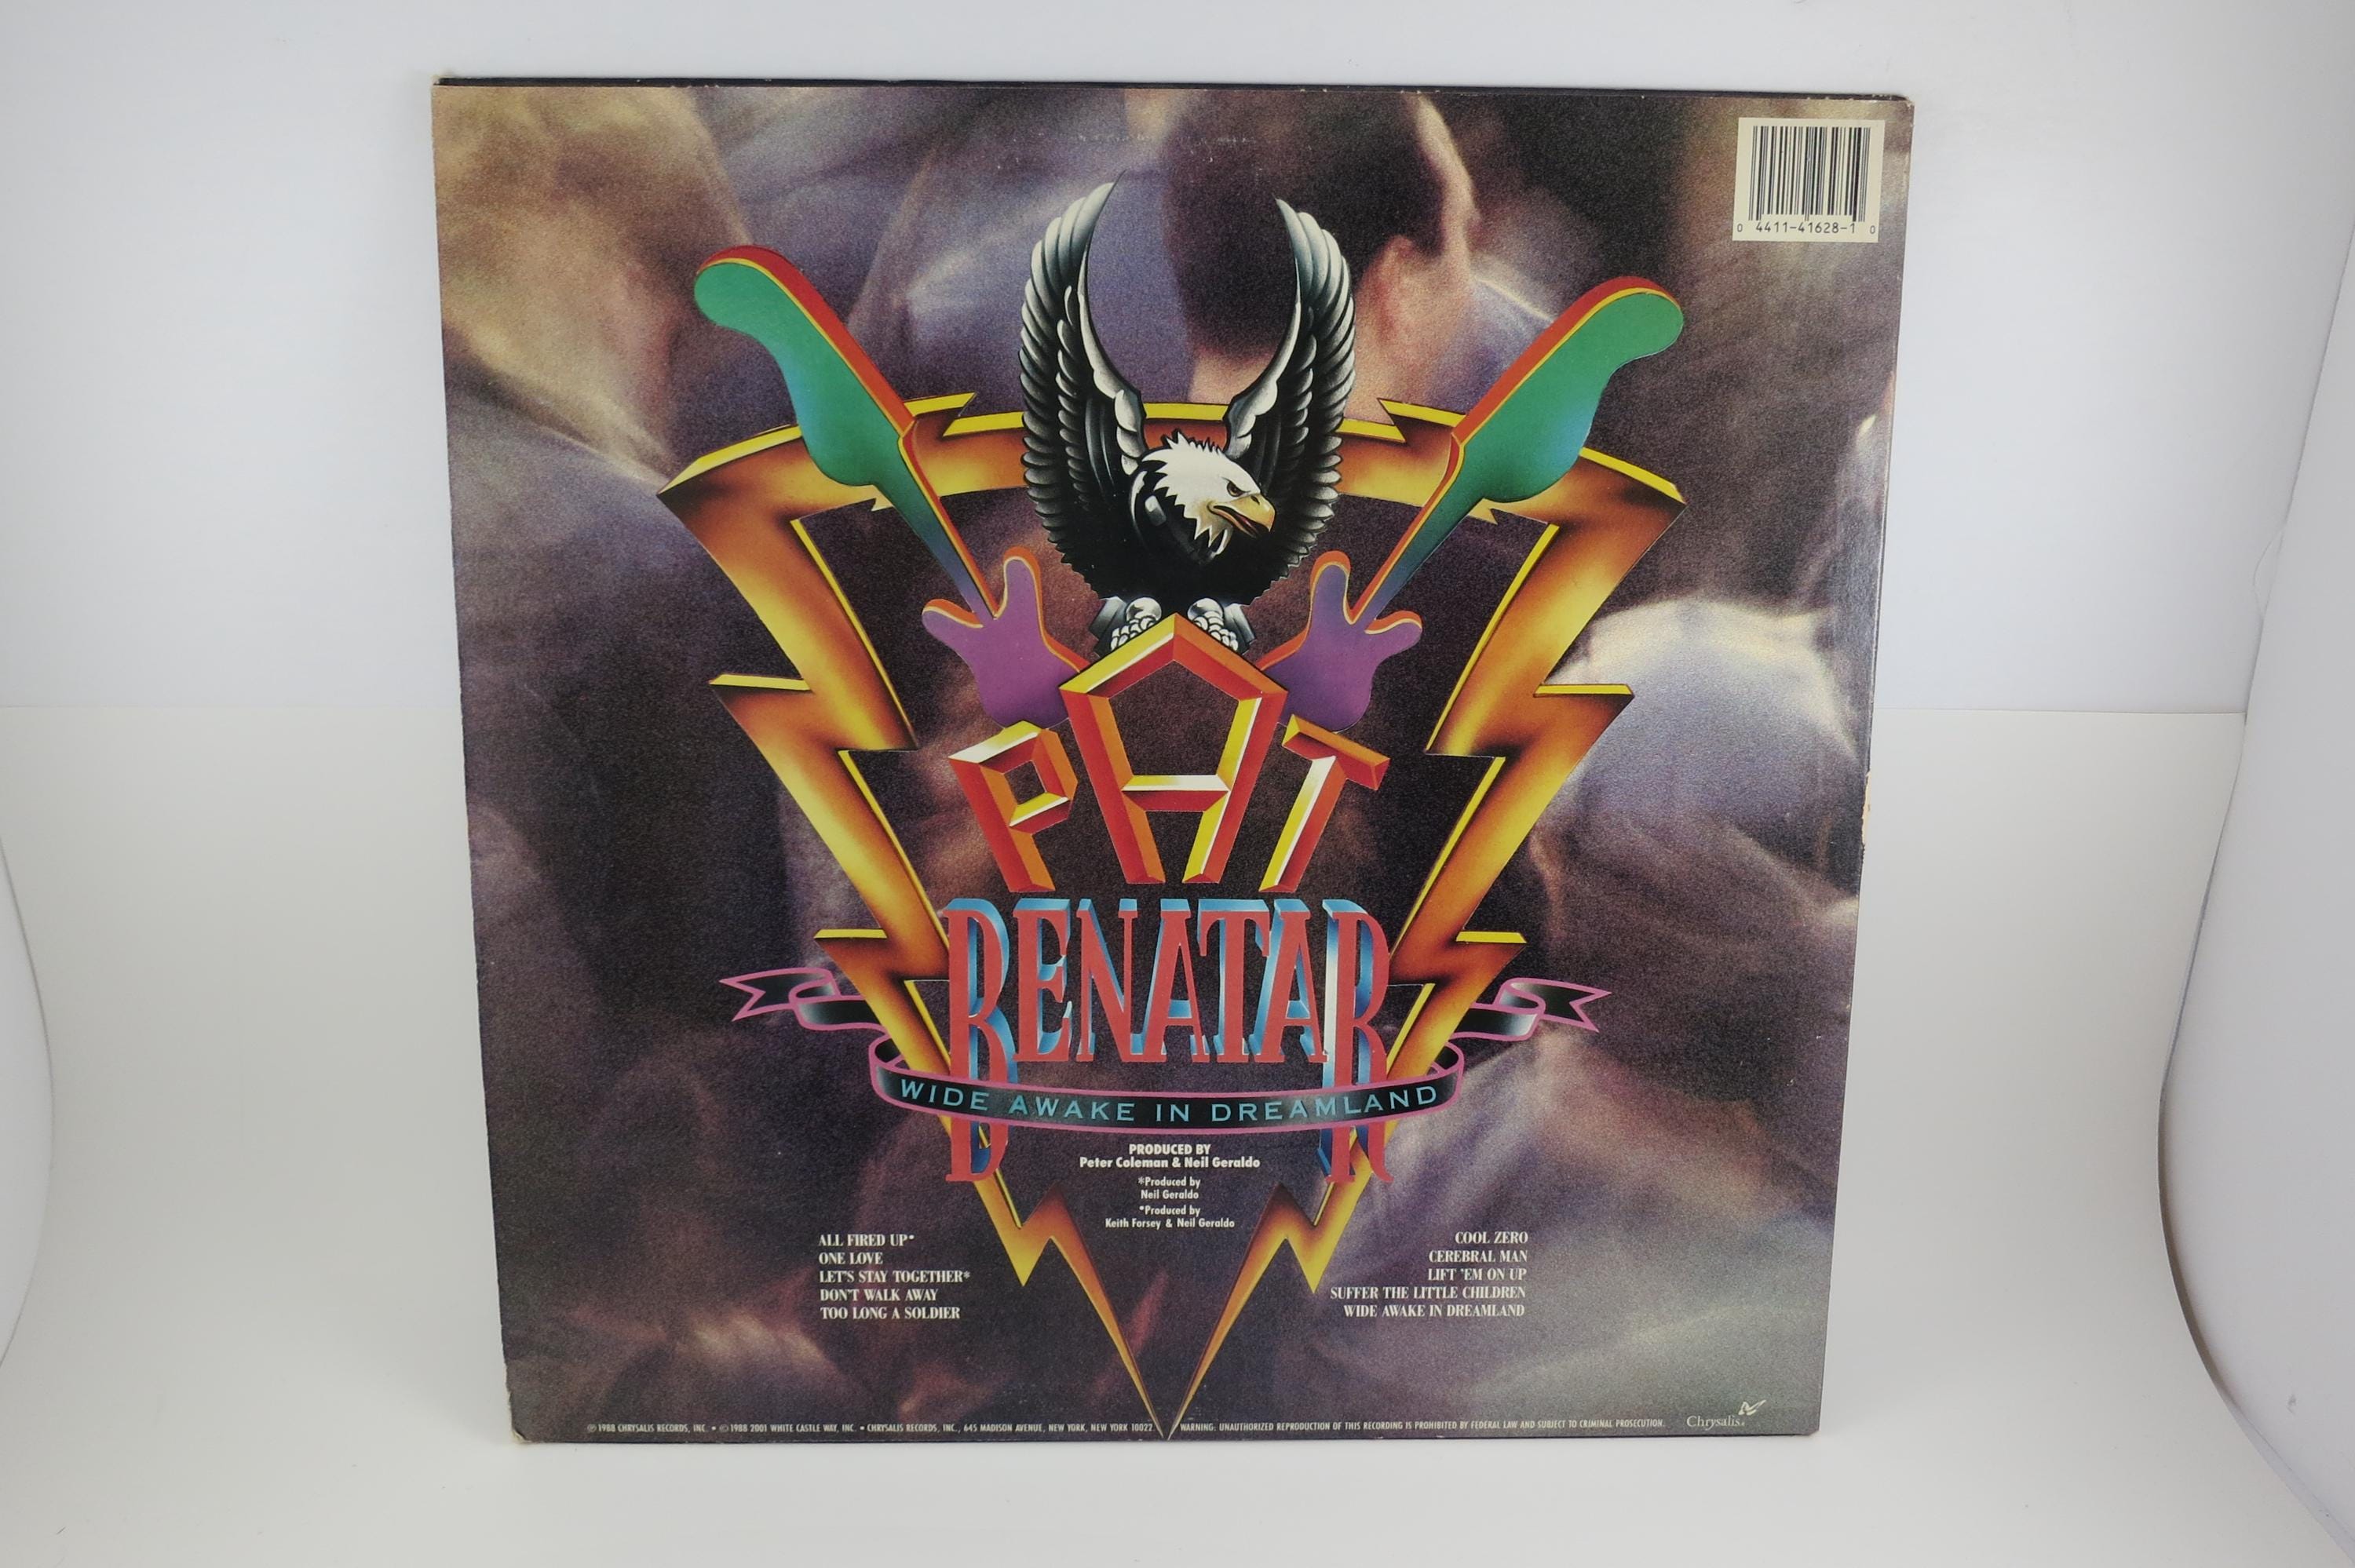 0 4411-41628-1 0
PAT
BENATAR
WIDE AWAKE IN DREAMLAND
PRODUCED BY
Peter Coleman & Neil Geraldo
*Produced by
Neil Geraldo
•Produced by
Keith Forsey & Neil Geraldo
ALL FIRED UP•
ONE LOVE
LET'S STAY TOGETHER*
DON'T WALK AWAY
TOO LONG A SOLDIER
COOL ZERO
CEREBRAL MAN
LIFT 'EM ON UP
SUFFER THE LITTLE CHILDREN
WIDE AWAKE IN DREAMLAND
℗ 1988 CHRYSALIS RECORDS, INC. • © 1988 2001 WHITE CASTLE WAY, INC. • CHRYSALIS RECORDS, INC., 645 MADISON AVENUE, NEW YORK, NEW YORK 10022 WARNING: UNAUTHORIZED REPRODUCTION OF THIS RECORDING IS PROHIBITED BY FEDERAL LAW AND SUBJECT TO CRIMINAL PROSECUTION.
Chrysalis.